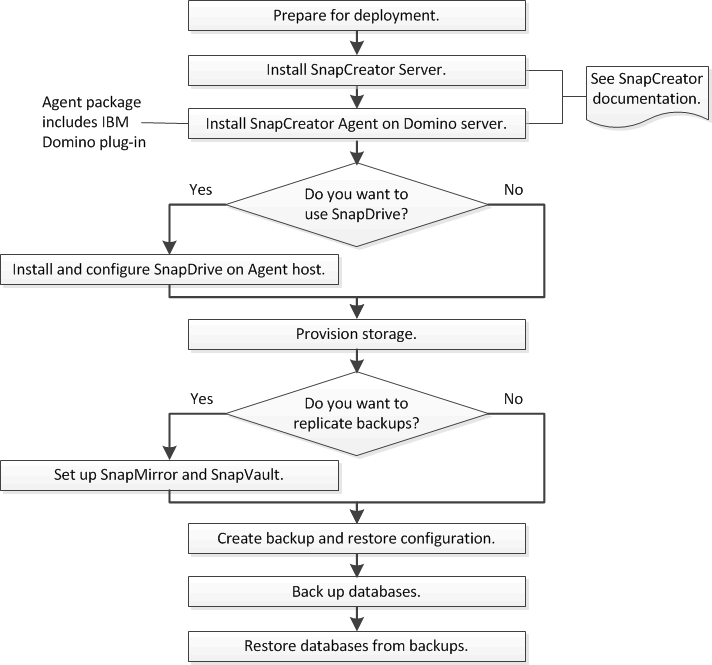 Prepare for deployment.
Install SnapCreator Server.
See SnapCreator
documentation.
Agent package
includes IBM
Domino plug-in
Install SnapCreator Agent on Domino server.
Yes
Do you want to
use SnapDrive?
No
Install and configure SnapDrive on Agent host.
Provision storage.
Yes
Do you want to
replicate backups?
No
Set up SnapMirror and SnapVault.
Create backup and restore configuration.
Back up databases.
Restore databases from backups.